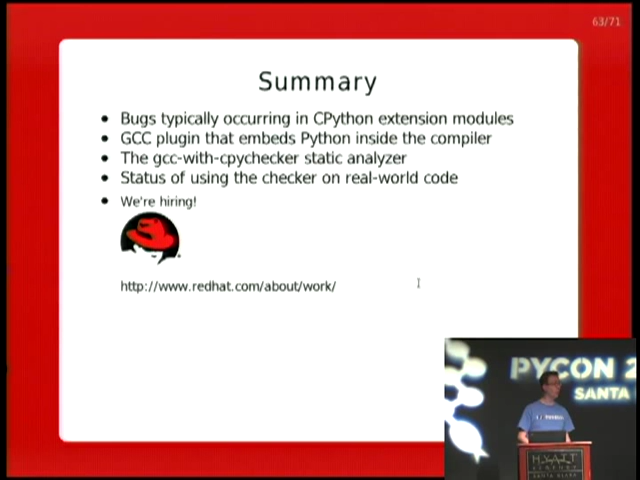 63/71
Summary
Bugs typically occurring in CPython extension modules
GCC plugin that embeds Python inside the compiler
The gcc-with-cpychecker static analyzer
Status of using the checker on real-world code
We're hiring!
http://www.redhat.com/about/work/
PYCON 2
SANTA
HYATT